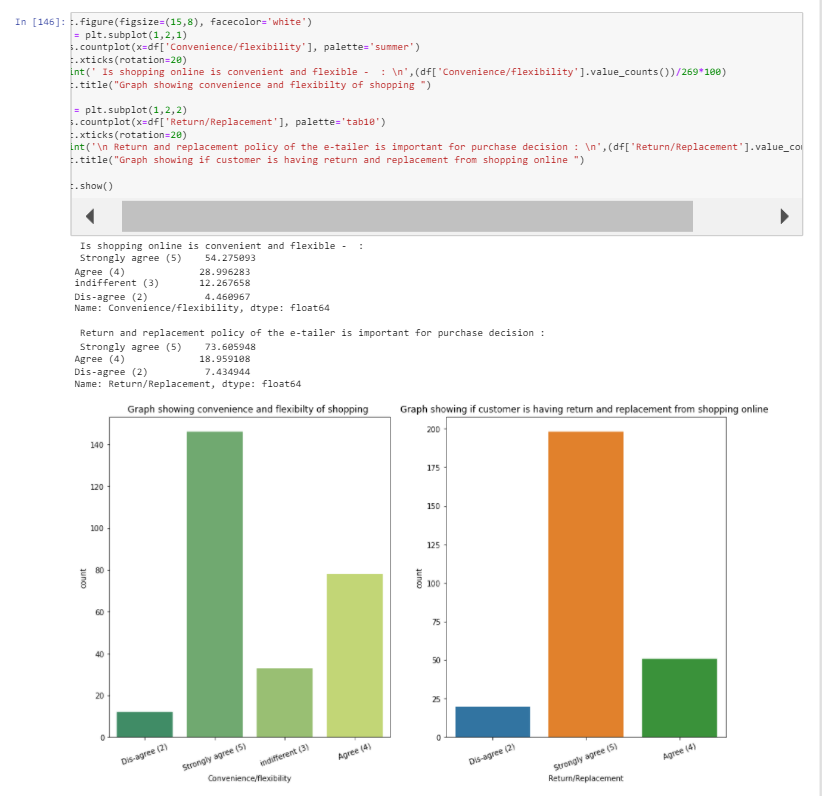 In [146]: t.figure(figsize=(15,8), facecolor='white')
= plt.subplot(1,2,1)
s.countplot(x=df['Convenience/flexibility'], palette='summer')
t.xticks(rotation=20)
int(' Is shopping online is convenient and flexible -  : \n',(df['Convenience/flexibility'].value_counts())/269*100)
t.title("Graph showing convenience and flexibilty of shopping ")
= plt.subplot(1,2,2)
s.countplot(x=df['Return/Replacement'], palette='tab10')
t.xticks(rotation=20)
int('\n Return and replacement policy of the e-tailer is important for purchase decision : \n',(df['Return/Replacement'].value_cou
t.title("Graph showing if customer is having return and replacement from shopping online ")
t.show()
Is shopping online is convenient and flexible -  :
Strongly agree (5)    54.275093
Agree (4)             28.996283
indifferent (3)       12.267658
Dis-agree (2)          4.460967
Name: Convenience/flexibility, dtype: float64
Return and replacement policy of the e-tailer is important for purchase decision :
Strongly agree (5)    73.605948
Agree (4)             18.959108
Dis-agree (2)          7.434944
Name: Return/Replacement, dtype: float64
Graph showing convenience and flexibilty of shopping
140
120
100
80
60
40
20
0
count
Dis-agree (2)
Strongly agree (5)
indifferent (3)
Agree (4)
Convenience/flexibility
Graph showing if customer is having return and replacement from shopping online
200
175
150
125
100
75
50
25
0
count
Dis-agree (2)
Strongly agree (5)
Agree (4)
Return/Replacement